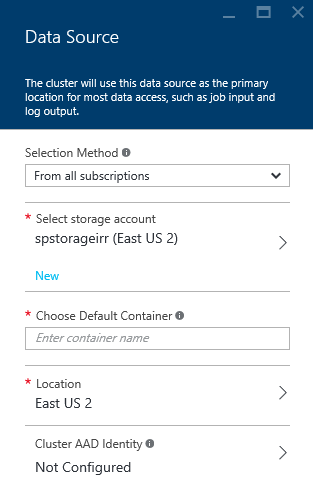 Data Source
The cluster will use this data source as the primary
location for most data access, such as job input and
log output.
Selection Method
From all subscriptions
* Select storage account
spstorageirr (East US 2)
New
* Choose Default Container
Enter container name
* Location
East US 2
Cluster AAD Identity
Not Configured